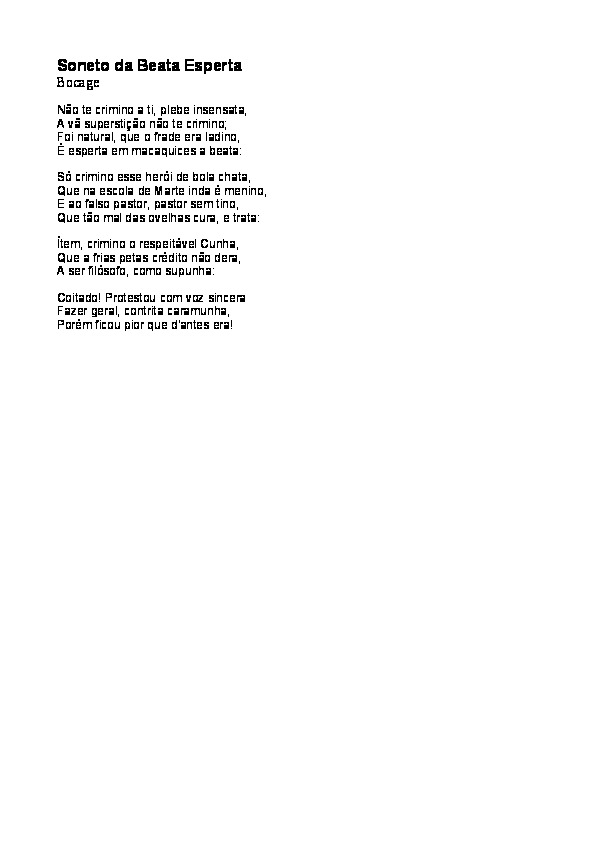 Soneto da Beata Esperta
Bocage
Não te crimino a ti, plebe insensata,
A vã superstição não te crimino;
Foi natural, que o frade era ladino,
É esperta em macaquices a beata:
Só crimino esse herói de bola chata,
Que na escola de Marte inda é menino,
E ao falso pastor, pastor sem tino,
Que tão mal das ovelhas cura, e trata:
Ítem, crimino o respeitável Cunha,
Que a frias petas crédito não dera,
A ser filósofo, como supunha:
Coitado! Protestou com voz sincera
Fazer geral, contrita caramunha,
Porém ficou pior que d'antes era!